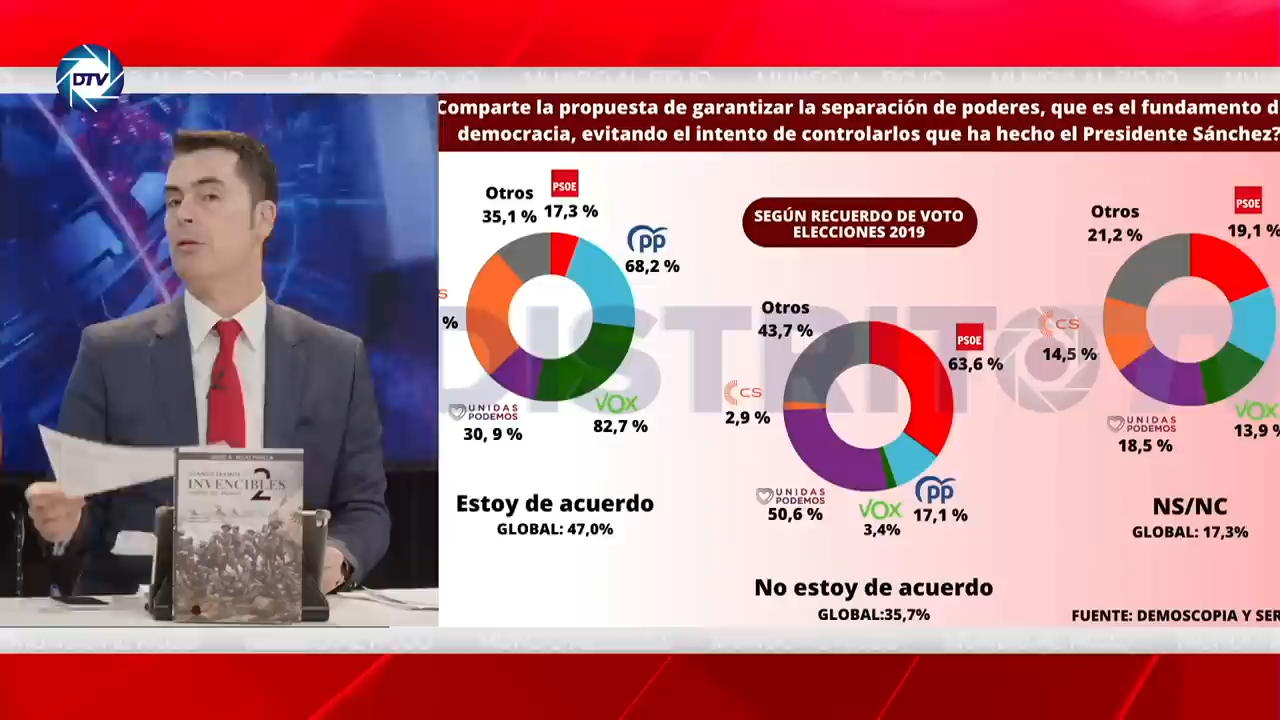 DTV
MUNDO AL ROJO
Comparte la propuesta de garantizar la separación de poderes, que es el fundamento d
democracia, evitando el intento de controlarlos que ha hecho el Presidente Sánchez?
Otros
35,1 %
PSOE
17,3 %
PP
68,2 %
S
%
UNIDAS
PODEMOS
30, 9 %
VOX
82,7 %
Estoy de acuerdo
GLOBAL: 47,0%
SEGÚN RECUERDO DE VOTO
ELECCIONES 2019
Otros
43,7 %
PSOE
63,6 %
CS
2,9 %
UNIDAS
PODEMOS
50,6 %
VOX
3,4%
PP
17,1 %
No estoy de acuerdo
GLOBAL:35,7%
Otros
21,2 %
PSOE
19,1 %
CS
14,5 %
UNIDAS
PODEMOS
18,5 %
VOX
13,9 %
NS/NC
GLOBAL: 17,3%
FUENTE: DEMOSCOPIA Y SER
DISTRITO T
INVENCIBLES
2